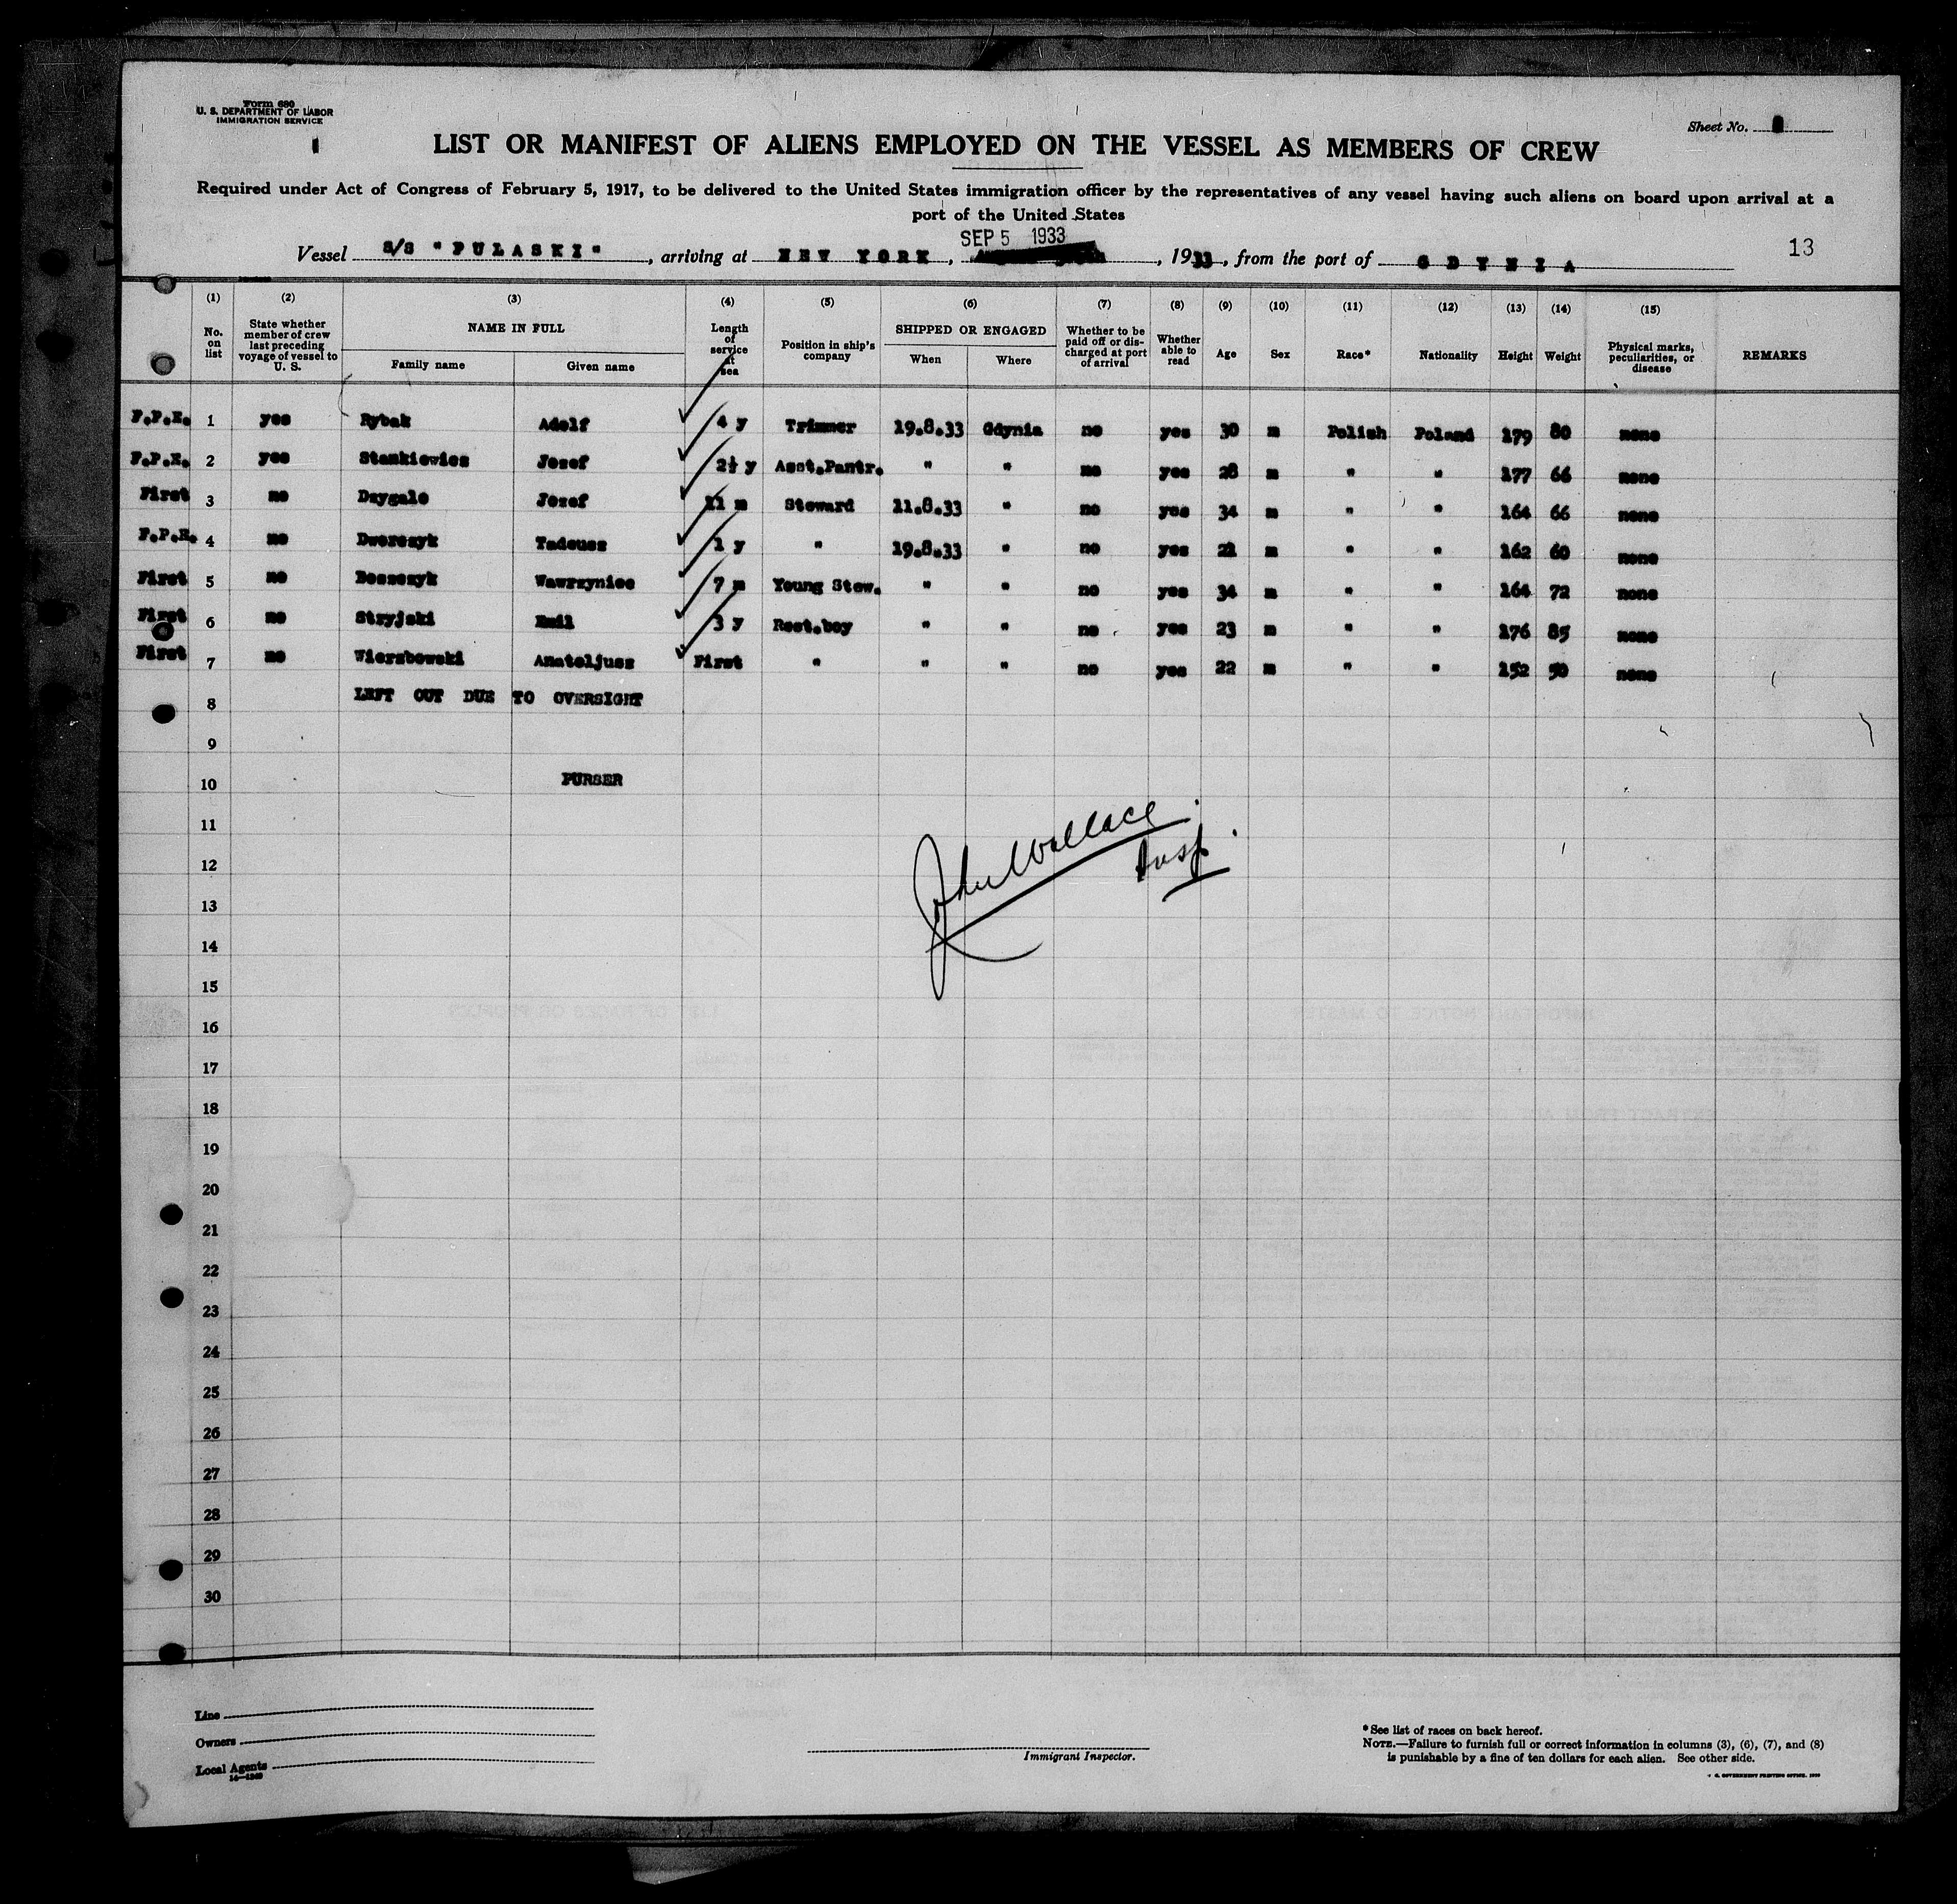 Form 680
U. S. DEPARTMENT OF LABOR
IMMIGRATION SERVICE
Sheet No.
LIST OR MANIFEST OF ALIENS EMPLOYED ON THE VESSEL AS MEMBERS OF CREW
Required under Act of Congress of February 5, 1917, to be delivered to the United States immigration officer by the representatives of any vessel having such aliens on board upon arrival at a
port of the United States
SEP 5 1933
Vessel S/S "PULASKI", arriving at NEW YORK, , 1933, from the port of GDYNIA
13
(1) (2) (3) (4) (5) (6) (7) (8) (9) (10) (11) (12) (13) (14) (15)
No. on list State whether member of crew last preceding voyage of vessel to U. S. NAME IN FULL Family name Given name Length of service at sea Position in ship's company SHIPPED OR ENGAGED When Where Whether to be paid off or discharged at port of arrival Whether able to read Age Sex Race* Nationality Height Weight Physical marks, peculiarities, or disease REMARKS
F.P.R. 1 yes Rybak Adolf 4 y Trimmer 19.8.33 Gdynia no yes 30 m Polish Poland 179 80 none
F.P.R. 2 yes Stankiewicz Jozef 2½ y Asst.Pantr. " " no yes 28 m " " 177 66 none
First 3 no Dzygalo Jozef 11 m Steward 11.8.33 " no yes 34 m " " 164 66 none
F.P.R. 4 no Dworczyk Tadeusz 1 y " 19.8.33 " no yes 21 m " " 162 60 none
First 5 no Boszczyk Wawrzyniec 7 m Young Stew. " " no yes 34 m " " 164 72 none
First 6 no Stryjski Emil 3 y Rest.boy " " no yes 23 m " " 176 85 none
First 7 no Wierzbowski Anatoljusz First " " " no yes 22 m " " 152 50 none
8 LEFT OUT DUE TO OVERSIGHT
9
10 PURSER
11
John Wallace
12
Insp.
13
14
15
16
17
18
19
20
21
22
23
24
25
26
27
28
29
30
Line
Owners
Local Agents
14—1240
Immigrant Inspector.
*See list of races on back hereof.
NOTE.—Failure to furnish full or correct information in columns (3), (6), (7), and (8)
is punishable by a fine of ten dollars for each alien. See other side.
GOVERNMENT PRINTING OFFICE